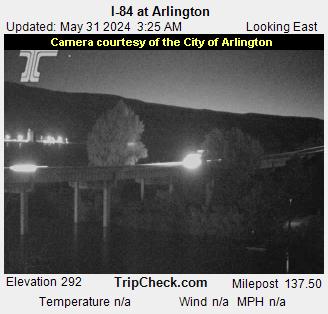 I-84 at Arlington
Updated: May 31 2024 3:25 AM Looking East
Camera courtesy of the City of Arlington
Elevation 292 TripCheck.com Milepost 137.50
Temperature n/a Wind n/a MPH n/a